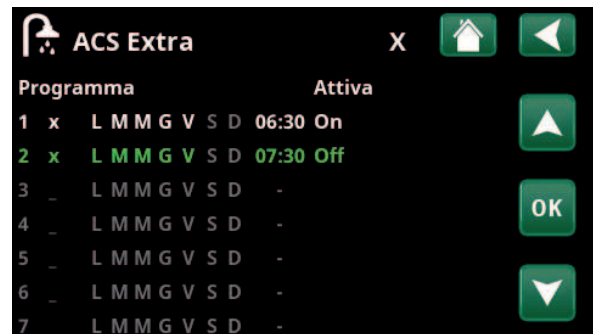 ACS Extra X
Programma Attiva
1 x L M M G V S D 06:30 On
2 x L M M G V S D 07:30 Off
3 _ L M M G V S D -
4 _ L M M G V S D -
OK
5 _ L M M G V S D -
6 _ L M M G V S D -
7 L M M G V S D -